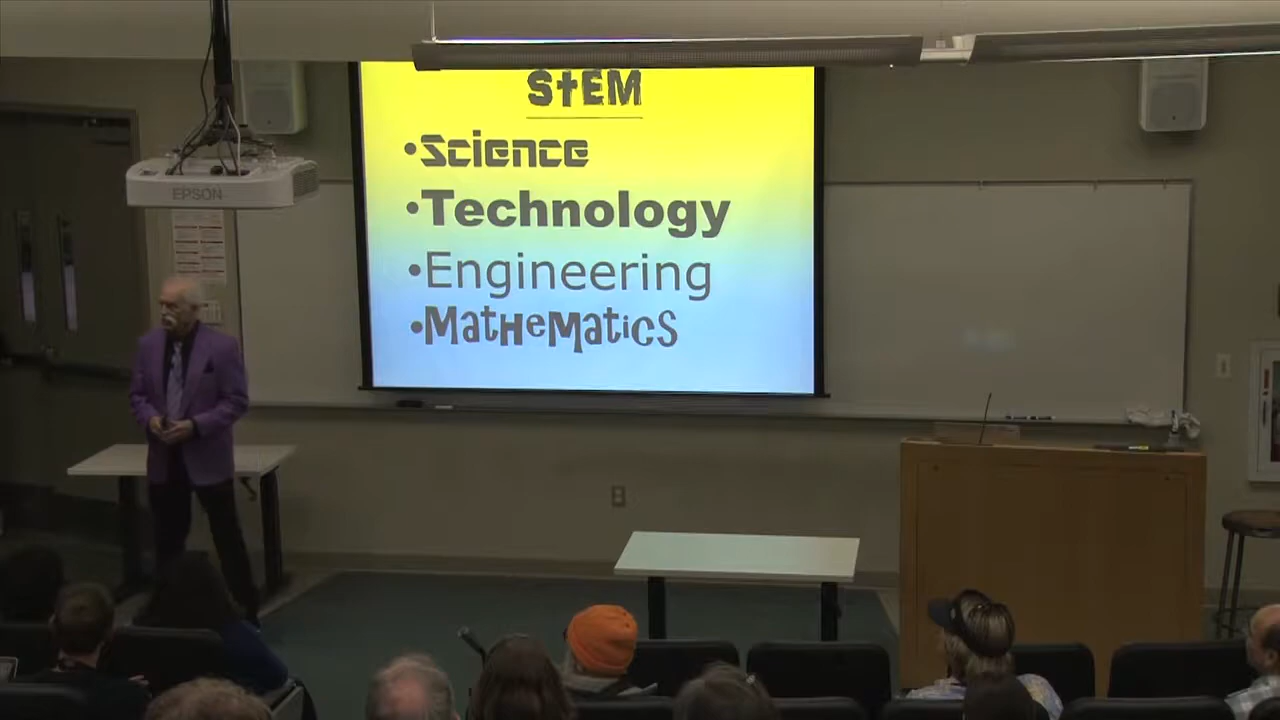 StEM
•Science
•Technology
•Engineering
•MatHeMatics
EPSON